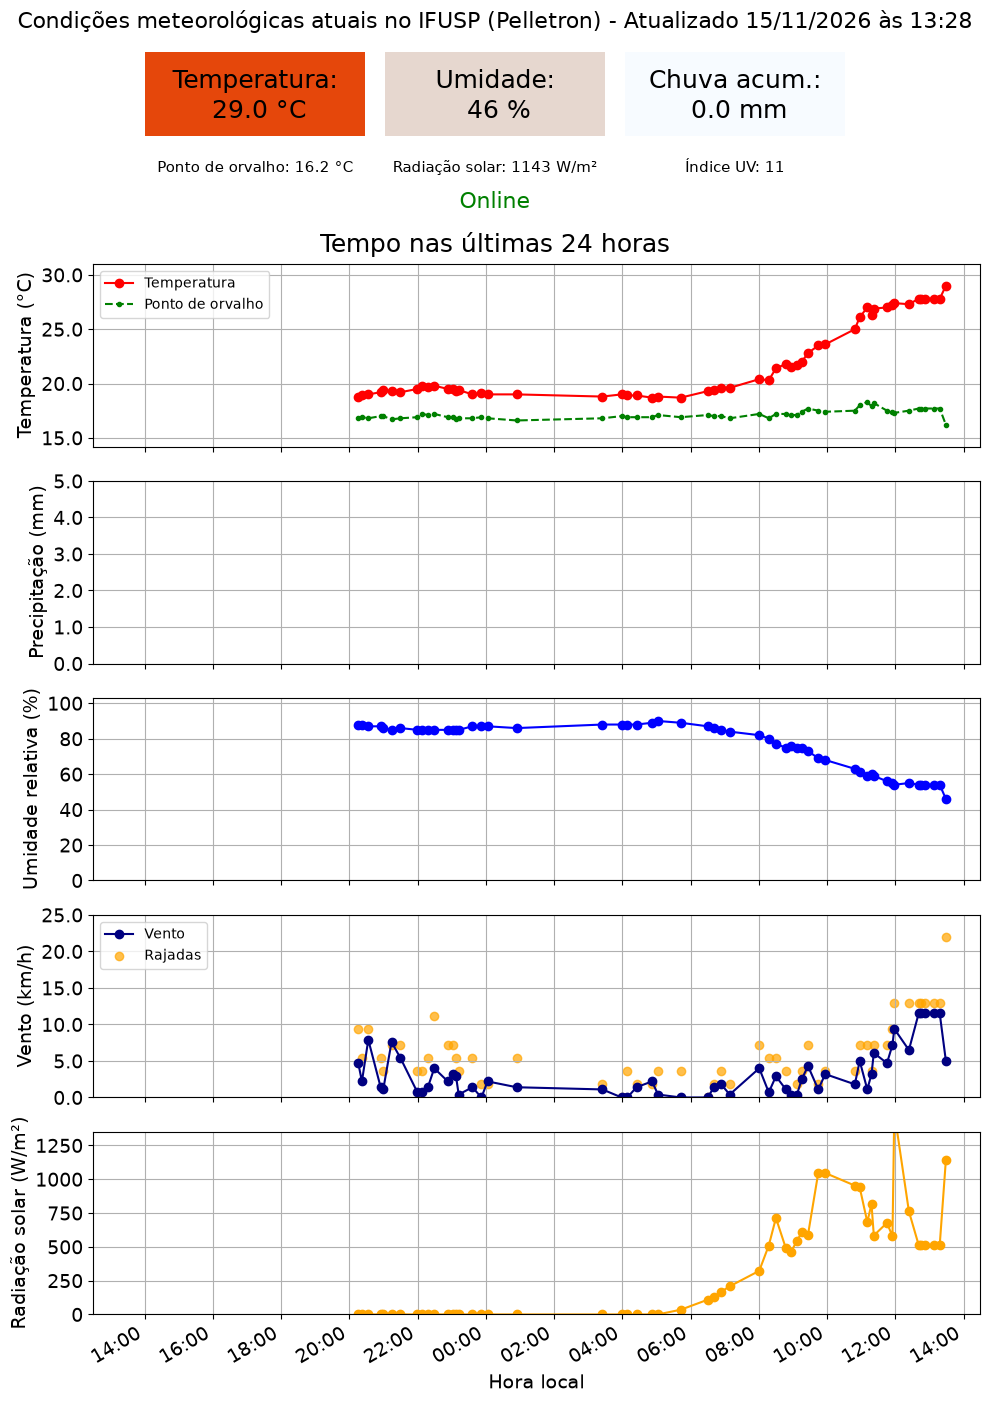 Condições meteorológicas atuais no IFUSP (Pelletron) - Atualizado 15/11/2026 às 13:28
Temperatura:
29.0 °C
Umidade:
46 %
Chuva acum.:
0.0 mm
Ponto de orvalho: 16.2 °C
Radiação solar: 1143 W/m²
Índice UV: 11
Online
Tempo nas últimas 24 horas
Temperatura (°C)
30.0
25.0
20.0
15.0
Temperatura
Ponto de orvalho
Precipitação (mm)
5.0
4.0
3.0
2.0
1.0
0.0
Umidade relativa (%)
100
80
60
40
20
0
Vento (km/h)
25.0
20.0
15.0
10.0
5.0
0.0
Vento
Rajadas
Radiação solar (W/m²)
1250
1000
750
500
250
0
14:00
16:00
18:00
20:00
22:00
00:00
02:00
04:00
06:00
08:00
10:00
12:00
14:00
Hora local